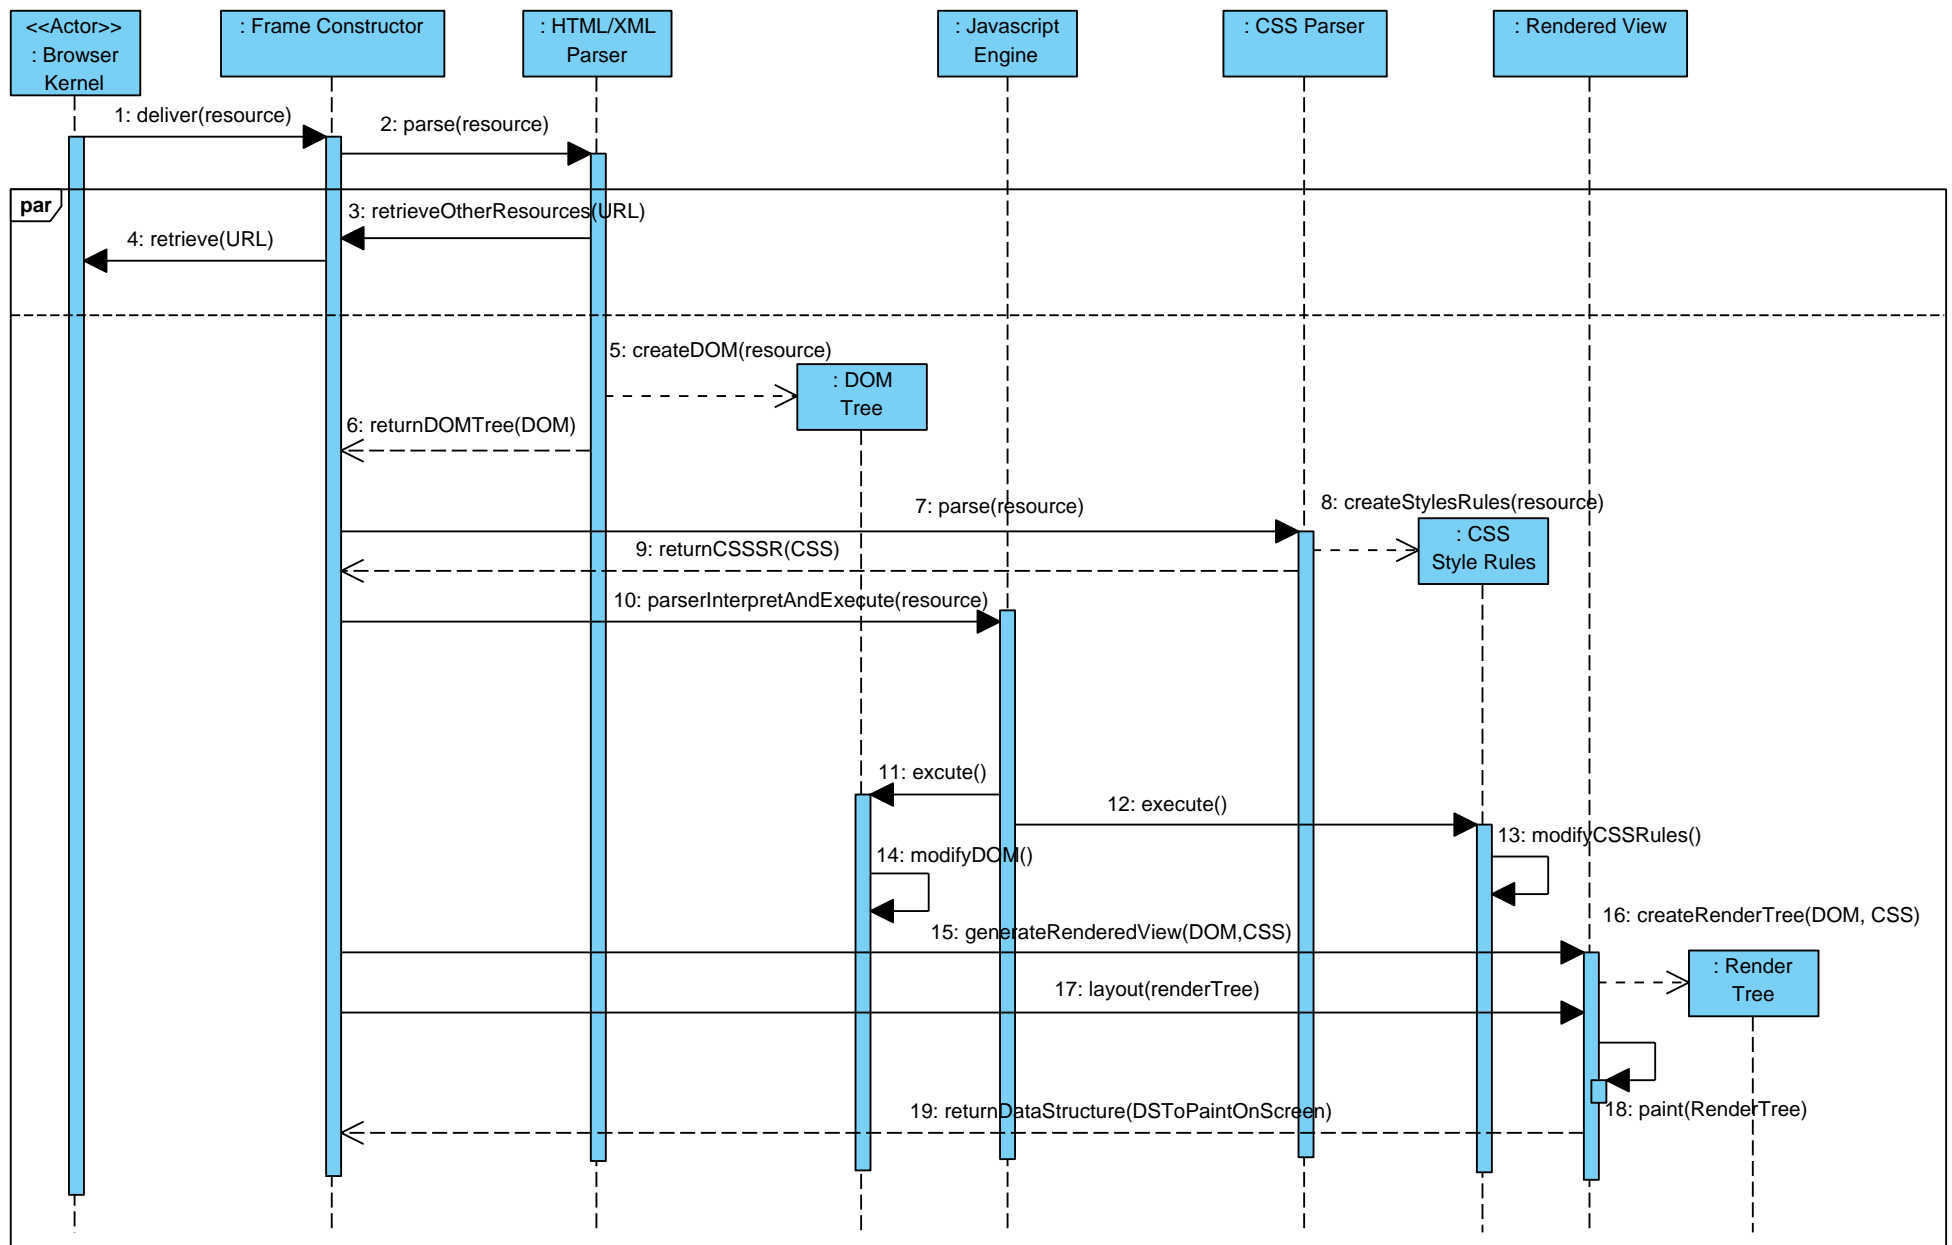 <<Actor>>
: Browser
Kernel
: Frame Constructor
: HTML/XML
Parser
: Javascript
Engine
: CSS Parser
: Rendered View
1: deliver(resource)
2: parse(resource)
par
3: retrieveOtherResources(URL)
4: retrieve(URL)
5: createDOM(resource)
: DOM
Tree
6: returnDOMTree(DOM)
7: parse(resource)
8: createStylesRules(resource)
: CSS
Style Rules
9: returnCSSSR(CSS)
10: parserInterpretAndExecute(resource)
11: excute()
12: execute()
13: modifyCSSRules()
14: modifyDOM()
15: generateRenderedView(DOM,CSS)
16: createRenderTree(DOM, CSS)
: Render
Tree
17: layout(renderTree)
18: paint(RenderTree)
19: returnDataStructure(DSToPaintOnScreen)